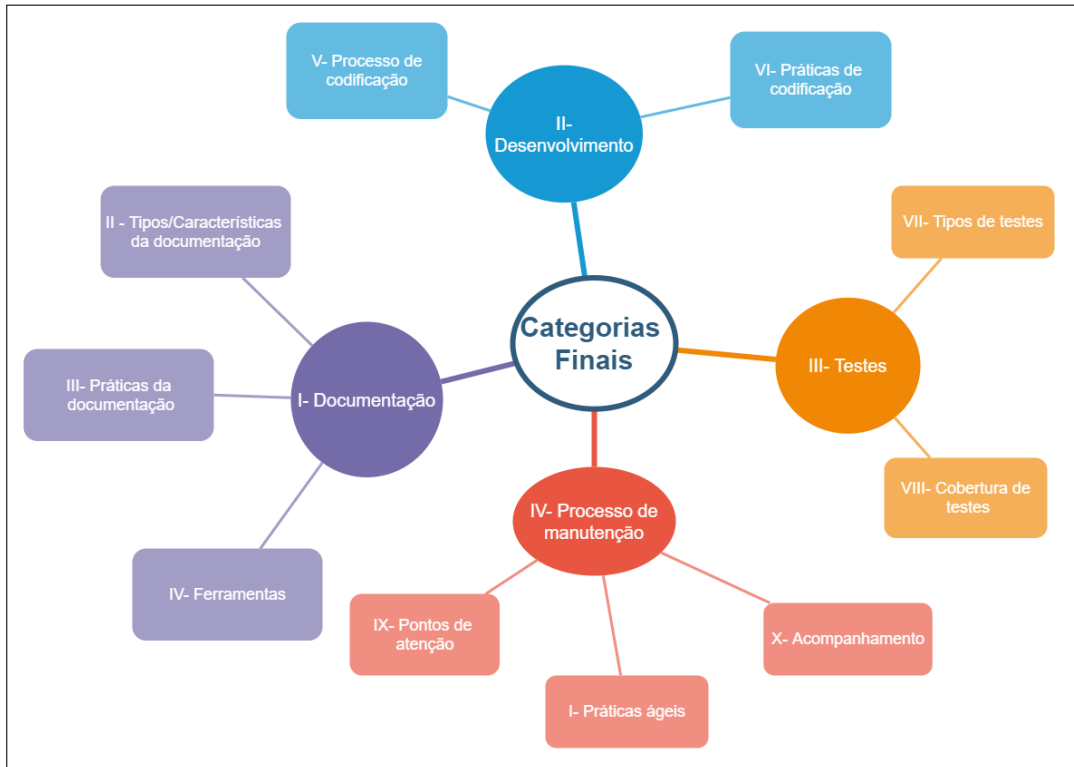 V- Processo de
codificação
VI- Práticas de
codificação
II-
Desenvolvimento
II - Tipos/Características
da documentação
VII- Tipos de testes
Categorias
Finais
III- Práticas da
documentação
I- Documentação
III- Testes
VIII- Cobertura de
testes
IV- Processo de
manutenção
IV- Ferramentas
IX- Pontos de
atenção
X- Acompanhamento
I- Práticas ágeis